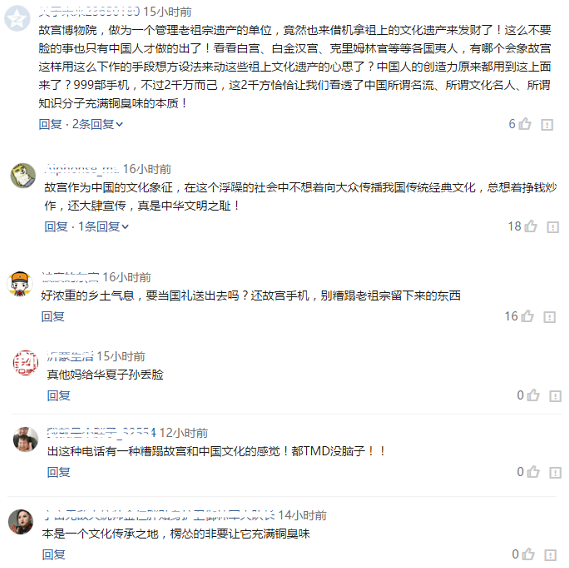 15小时前
故宫博物院，做为一个管理老祖宗遗产的单位，竟然也来借机拿祖上的文化遗产来发财了！这么不要
脸的事也只有中国人才做的出了！看看白宫、白金汉宫、克里姆林宫等等各国夷人，有哪个会象故宫
这样用这么下作的手段想方设法来动这些祖上文化遗产的心思了？中国人的创造力原来都用到这上面
来了？999部手机，不过2千万而已，这2千方恰恰让我们看透了中国所谓名流、所谓文化名人、所谓
知识分子充满铜臭味的本质！
回复 · 2条回复 6
16小时前
故宫作为中国的文化象征，在这个浮躁的社会中不想着向大众传播我国传统经典文化，总想着挣钱炒
作，还大肆宣传，真是中华文明之耻！
回复 · 1条回复 18
16小时前
好浓重的乡土气息，要当国礼送出去吗？还故宫手机，别糟蹋老祖宗留下来的东西
回复 16
15小时前
真他妈给华夏子孙丢脸
回复 0
12小时前
出这种电话有一种糟蹋故宫和中国文化的感觉！都TMD没脑子！！
回复 0
14小时前
本是一个文化传承之地，楞怂的非要让它充满铜臭味
回复 0